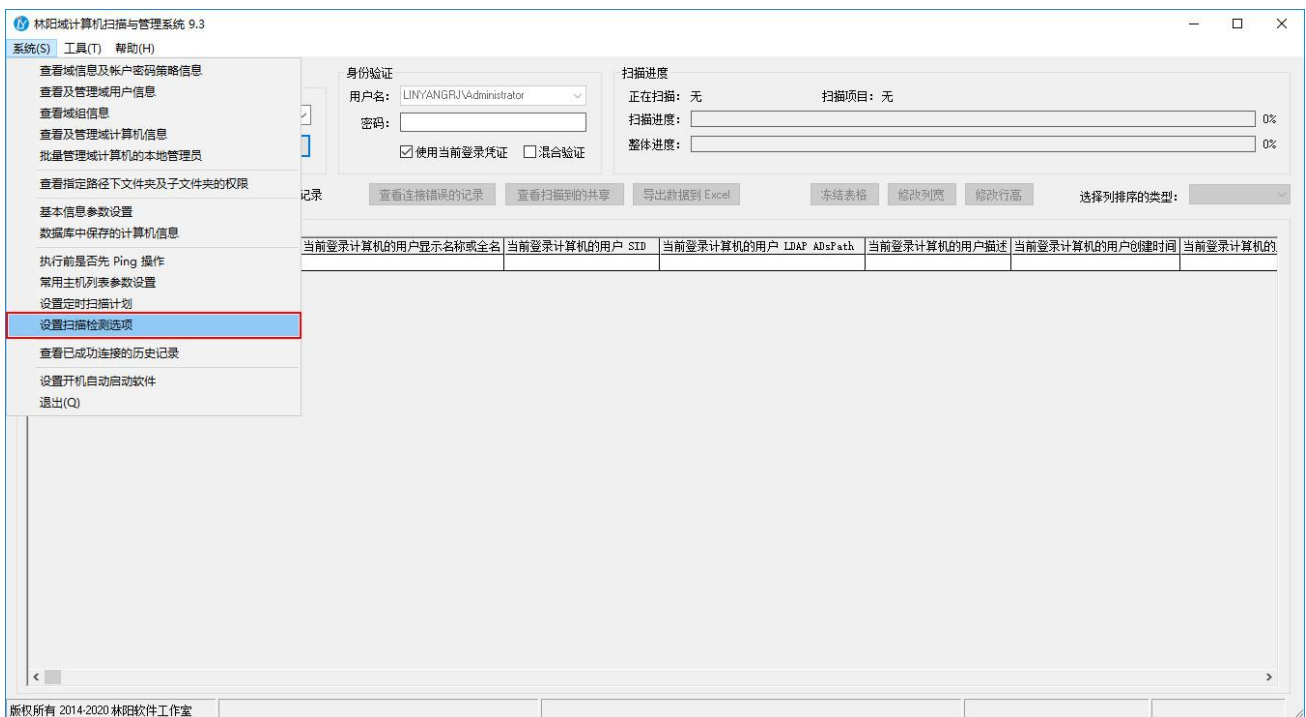 林阳域计算机扫描与管理系统 9.3
系统(S) 工具(T) 帮助(H)
查看域信息及帐户密码策略信息
查看及管理域用户信息
查看域组信息
查看及管理域计算机信息
批量管理域计算机的本地管理员
查看指定路径下文件夹及子文件夹的权限
基本信息参数设置
数据库中保存的计算机信息
执行前是否先 Ping 操作
常用主机列表参数设置
设置定时扫描计划
设置扫描检测选项
查看已成功连接的历史记录
设置开机自动启动软件
退出(Q)
身份验证
用户名: LINYANGRJ\Administrator
密码:
使用当前登录凭证 混合验证
扫描进度
正在扫描: 无 扫描项目: 无
扫描进度: 0%
整体进度: 0%
记录 查看连接错误的记录 查看扫描到的共享 导出数据到 Excel 冻结表格 修改列宽 修改行高 选择列排序的类型:
当前登录计算机的用户显示名称或全名 当前登录计算机的用户 SID 当前登录计算机的用户 LDAP ADsPath 当前登录计算机的用户描述 当前登录计算机的用户创建时间 当前登录计算机的
版权所有 2014-2020 林阳软件工作室